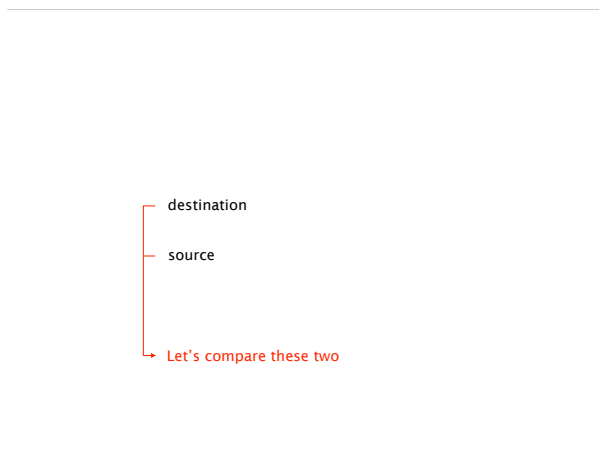 destination
source
Let’s compare these two